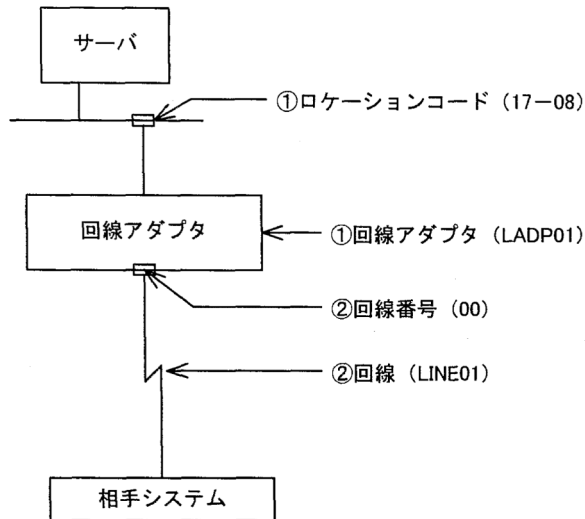 サーバ
①ロケーションコード（17－08）
回線アダプタ
①回線アダプタ（LADP01）
②回線番号（00）
②回線（LINE01）
相手システム